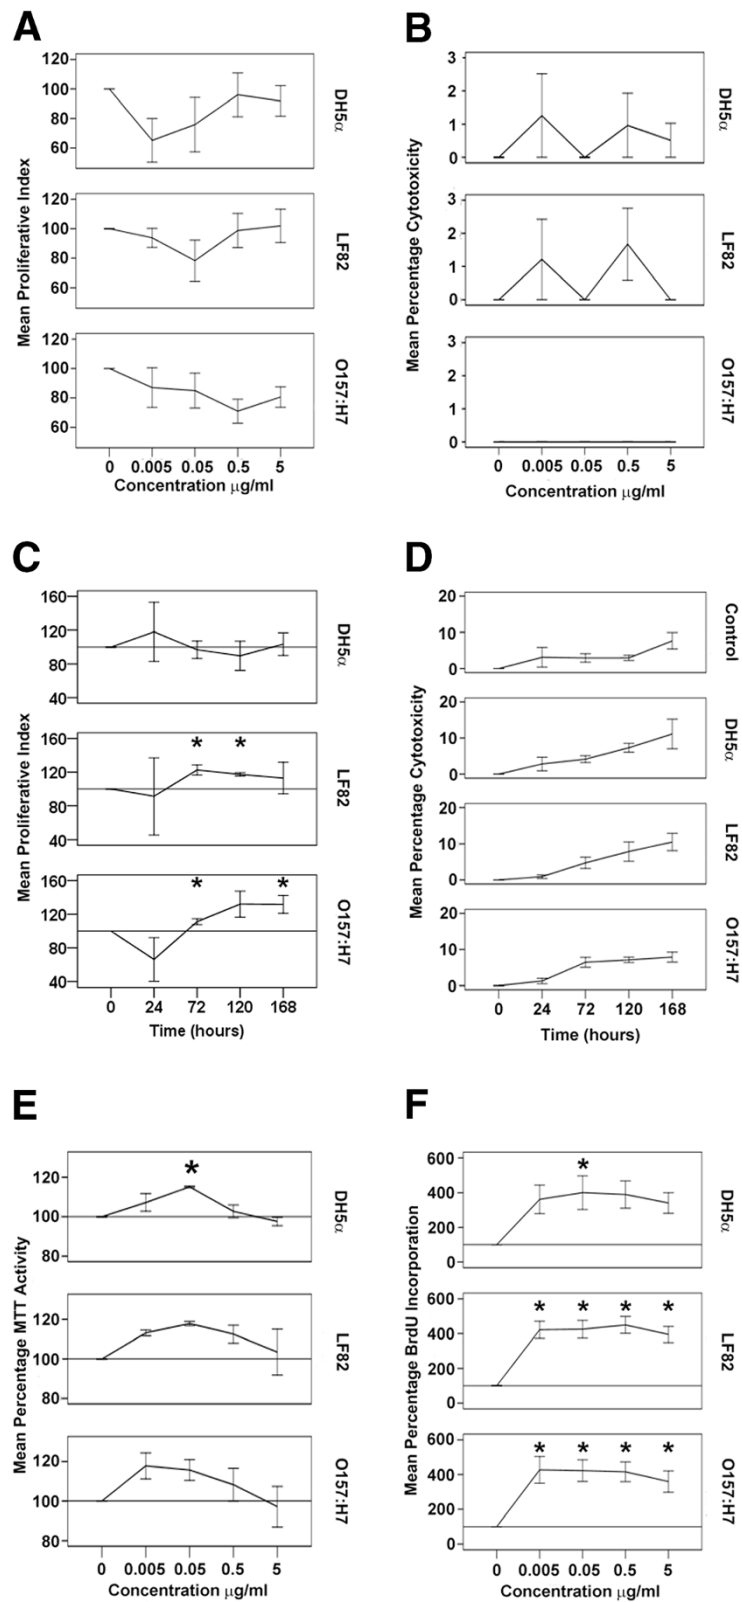 A
Mean Proliferative Index
120
100
80
60
DH5α
120
100
80
60
LF82
120
100
80
60
O157:H7
0 0.005 0.05 0.5 5
Concentration μg/ml
B
Mean Percentage Cytotoxicity
3
2
1
0
DH5α
3
2
1
0
LF82
3
2
1
0
O157:H7
0 0.005 0.05 0.5 5
Concentration μg/ml
C
Mean Proliferative Index
160
120
80
40
DH5α
160
120
80
40
* *
LF82
160
120
80
40
* *
O157:H7
0 24 72 120 168
Time (hours)
D
Mean Percentage Cytotoxicity
20
10
0
Control
20
10
0
DH5α
20
10
0
LF82
20
10
0
O157:H7
0 24 72 120 168
Time (hours)
E
Mean Percentage MTT Activity
120
100
80
*
DH5α
120
100
80
LF82
120
100
80
O157:H7
0 0.005 0.05 0.5 5
Concentration μg/ml
F
Mean Percentage BrdU Incorporation
600
400
200
0
*
DH5α
600
400
200
0
* * * *
LF82
600
400
200
0
* * * *
O157:H7
0 0.005 0.05 0.5 5
Concentration μg/ml